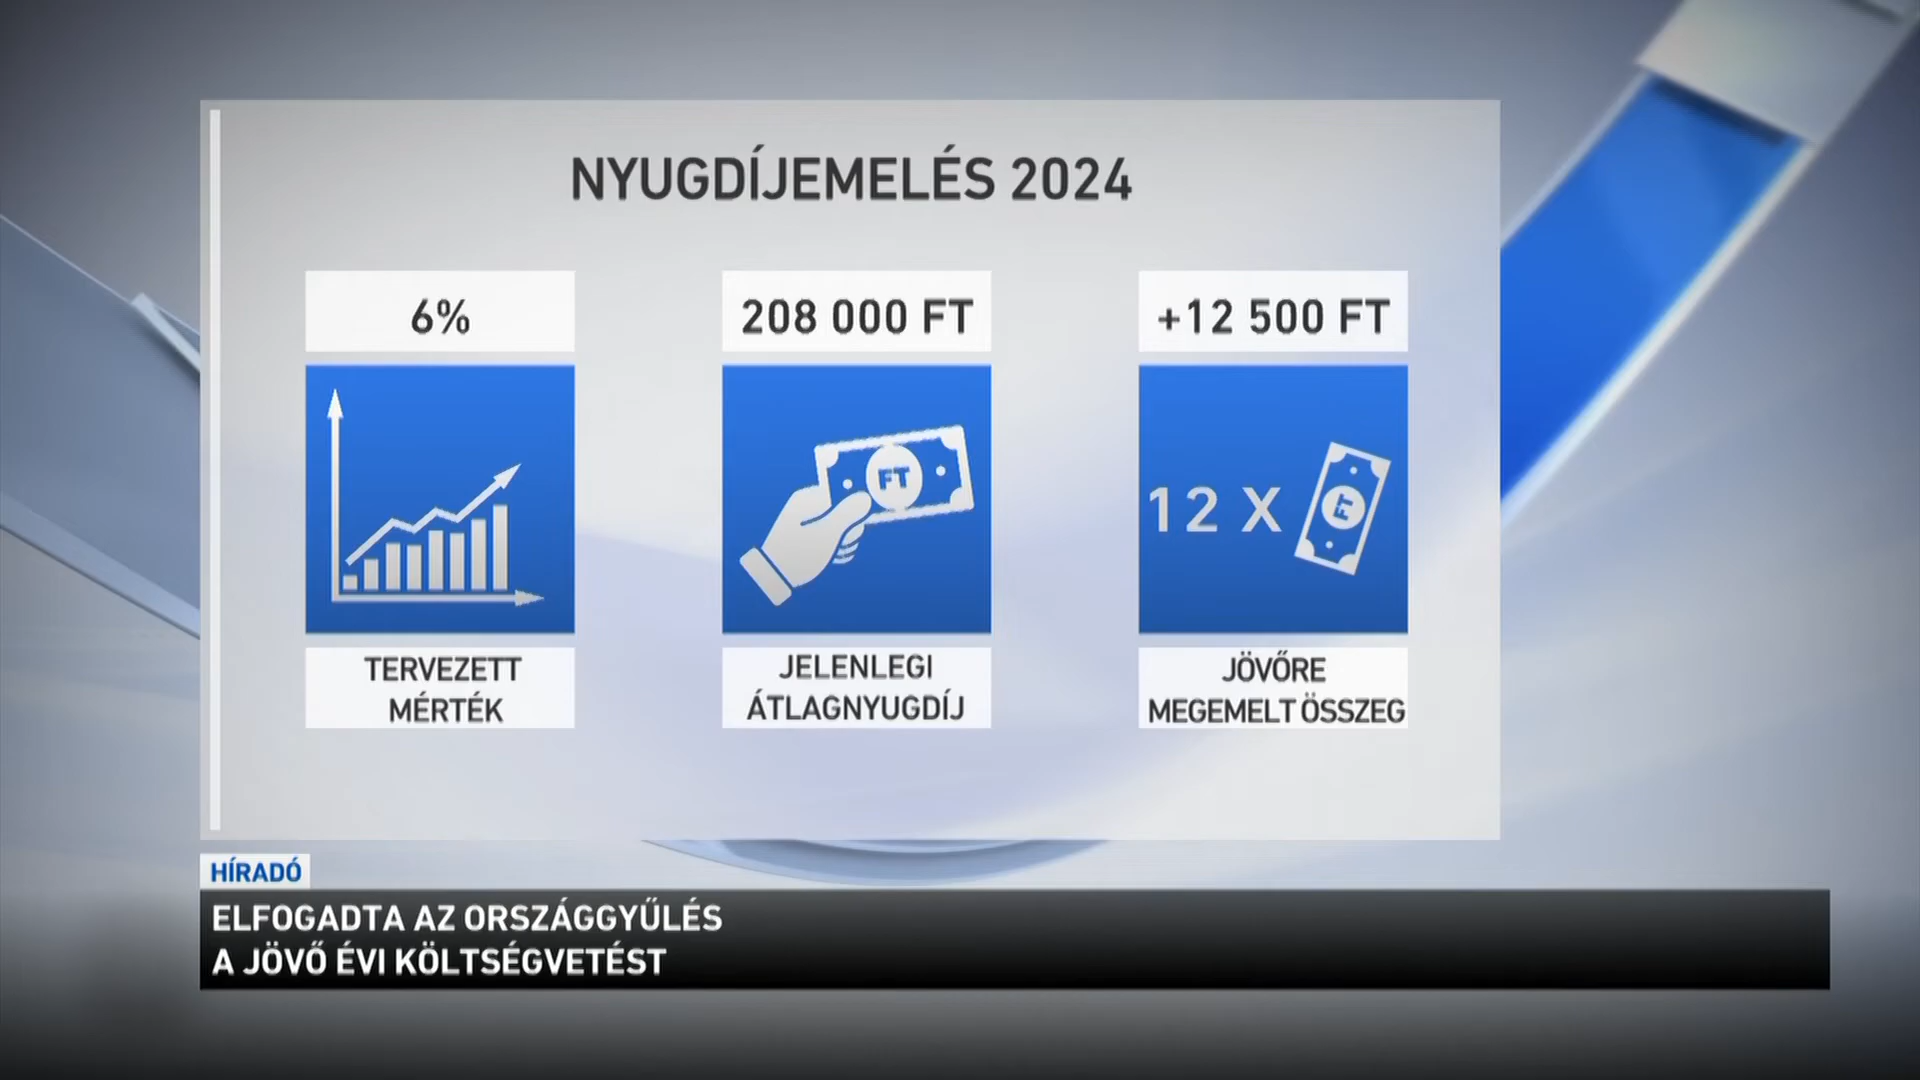 NYUGDÍJEMELÉS 2024
6%
208 000 FT
+12 500 FT
FT
12 X
FT
TERVEZETT
MÉRTÉK
JELENLEGI
ÁTLAGNYUGDÍJ
JÖVŐRE
MEGEMELT ÖSSZEG
HÍRADÓ
ELFOGADTA AZ ORSZÁGGYŰLÉS
A JÖVŐ ÉVI KÖLTSÉGVETÉST